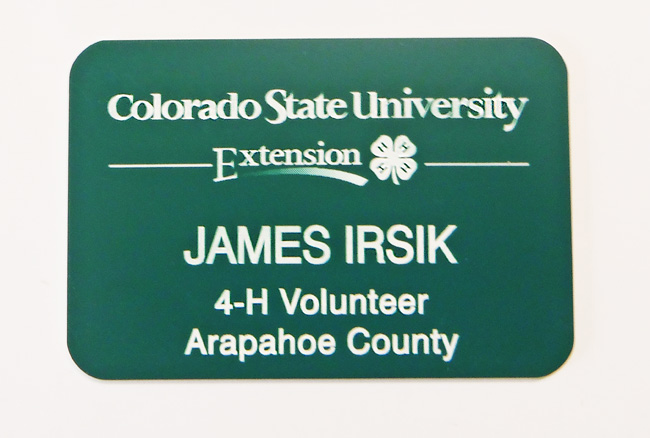 Colorado State University
Extension
JAMES IRSIK
4-H Volunteer
Arapahoe County